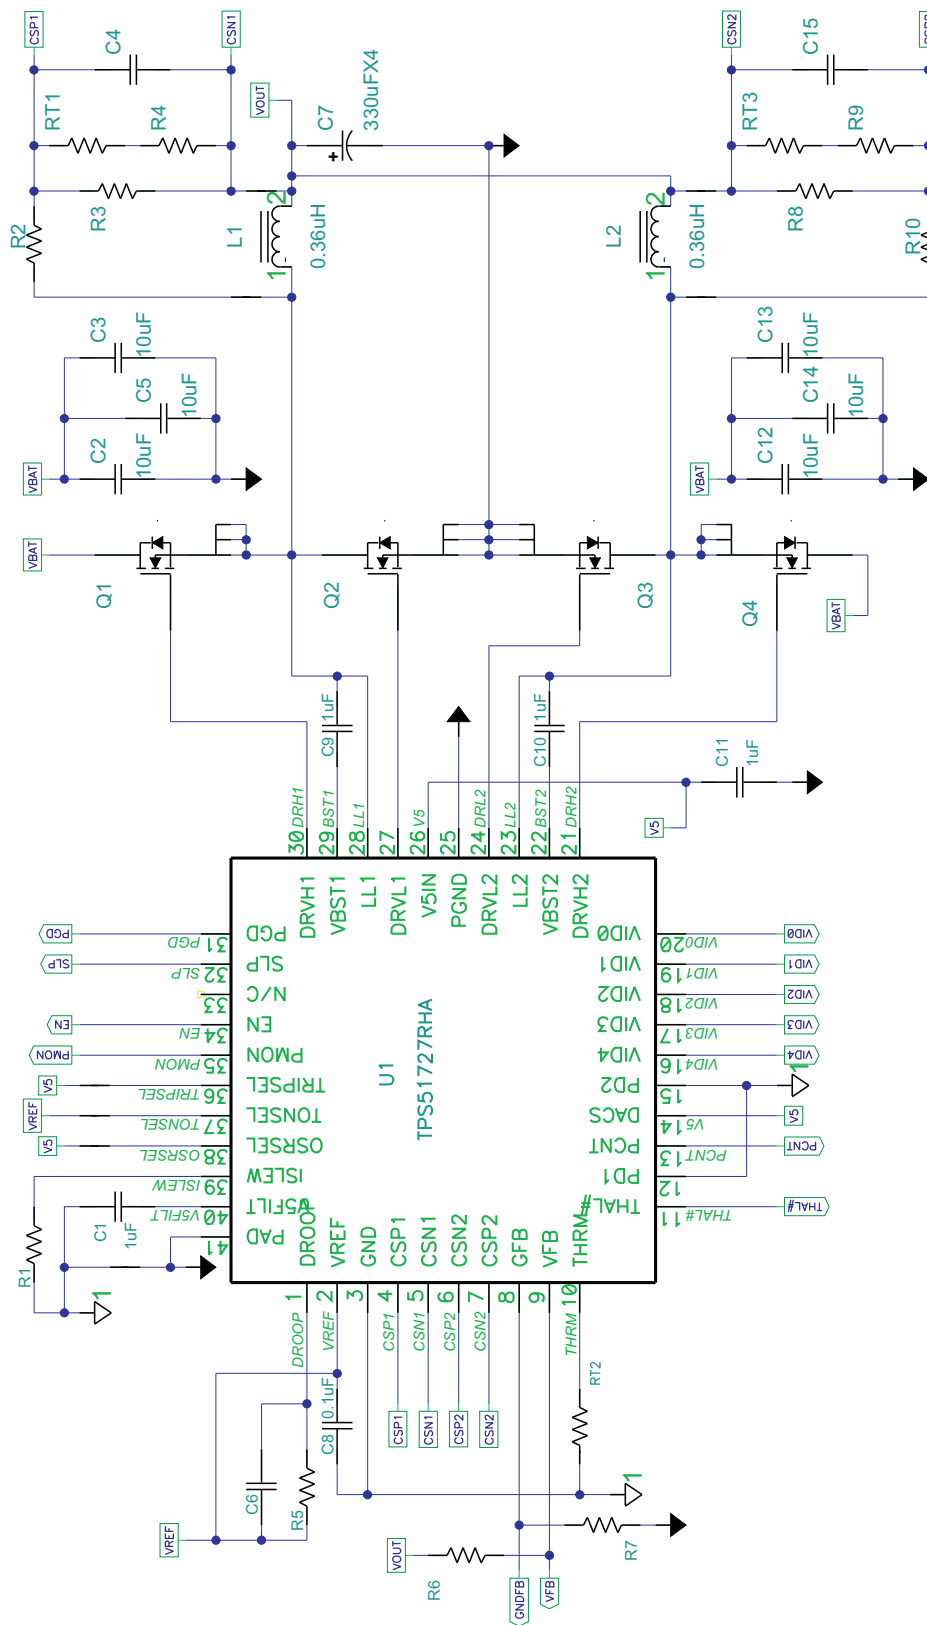 CSP1
C4
CSN1
RT1
R4
R3
R2
VOUT
C7
330uFX4
+
L1
2
1
0.36uH
CSN2
C15
RT3
R9
R8
R10
L2
2
1
0.36uH
C3
10uF
C5
10uF
C2
10uF
VBAT
C13
10uF
C14
10uF
C12
10uF
VBAT
VBAT
Q1
Q2
Q3
Q4
VBAT
C9
1uF
C10
1uF
C11
1uF
V5
30
DRH1
29
BST1
28
LL1
27
26
V5
25
24
DRL2
23
LL2
22
BST2
21
DRH2
DRVH1
VBST1
LL1
DRVL1
V5IN
PGND
DRVL2
LL2
VBST2
DRVH2
PGD
PGD
31
PGD
SLP
SLP
32
SLP
33
N/C
EN
EN
34
EN
PMON
PMON
35
PMON
V5
TRIPSEL
36
TRIPSEL
VREF
TONSEL
37
TONSEL
V5
OSRSEL
38
OSRSEL
ISLEW
39
ISLEW
V5FILT
40
V5FILT
41
PAD
U1
TPS51727RHA
VID0
20
VID0
VID0
VID1
19
VID1
VID1
VID2
18
VID2
VID2
VID3
17
VID3
VID3
VID4
16
VID4
VID4
PD2
15
1
DACS
14
V5
V5
PCNT
13
PCNT
PCNT
PD1
12
THAL#
11
THAL#
THAL#
R1
C1
1uF
1
DROOP
VREF
GND
CSP1
CSN1
CSN2
CSP2
GFB
VFB
THRM
1
DROOP
2
VREF
3
4
CSP1
5
CSN1
6
CSP2
7
CSN2
8
9
10
THRM
RT2
C8
0.1uF
C6
R5
VREF
CSP1
CSN1
CSP2
CSN2
1
VOUT
R6
R7
GNDFB
VFB